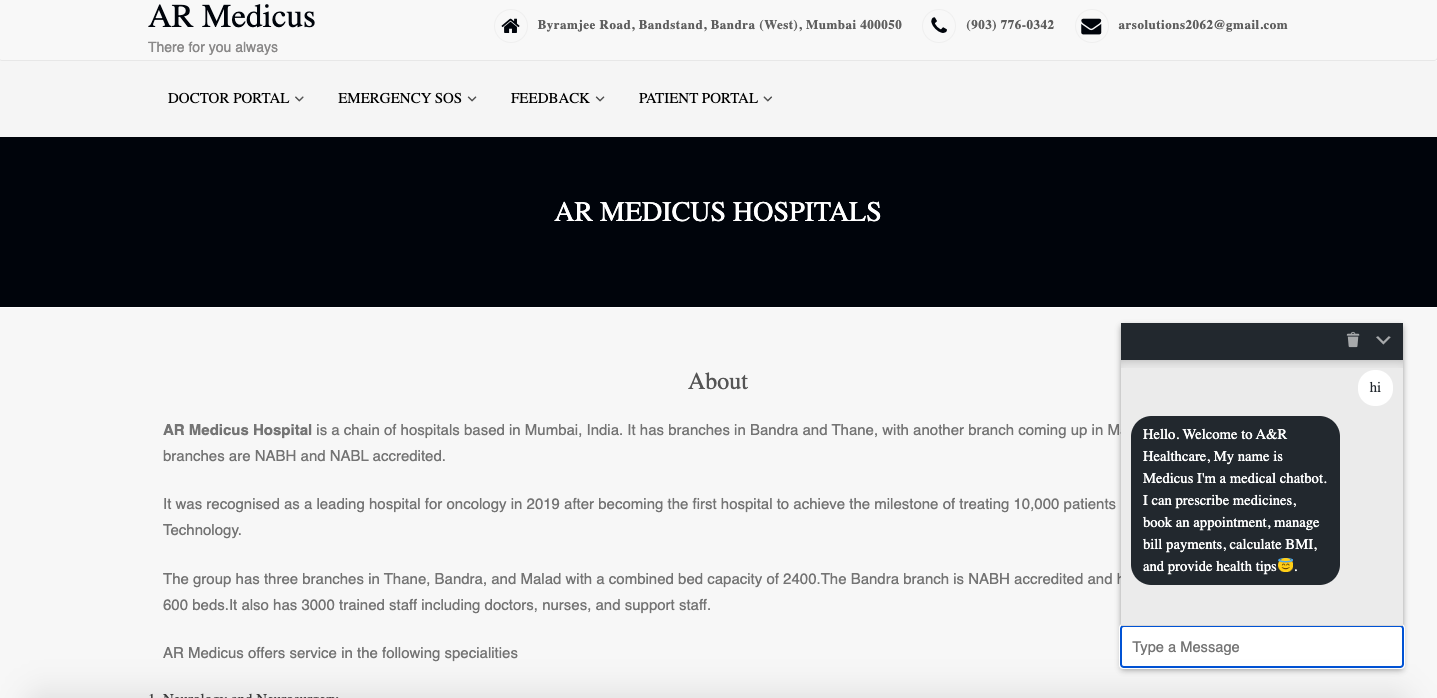 AR Medicus
There for you always
Byramjee Road, Bandstand, Bandra (West), Mumbai 400050
(903) 776-0342
arsolutions2062@gmail.com
DOCTOR PORTAL
EMERGENCY SOS
FEEDBACK
PATIENT PORTAL
AR MEDICUS HOSPITALS
About
AR Medicus Hospital is a chain of hospitals based in Mumbai, India. It has branches in Bandra and Thane, with another branch coming up in
branches are NABH and NABL accredited.
It was recognised as a leading hospital for oncology in 2019 after becoming the first hospital to achieve the milestone of treating 10,000 patients
Technology.
The group has three branches in Thane, Bandra, and Malad with a combined bed capacity of 2400.The Bandra branch is NABH accredited and
600 beds.It also has 3000 trained staff including doctors, nurses, and support staff.
AR Medicus offers service in the following specialities
1. Neurology and Neurosurgery
hi
Hello. Welcome to A&R
Healthcare, My name is
Medicus I'm a medical chatbot.
I can prescribe medicines,
book an appointment, manage
bill payments, calculate BMI,
and provide health tips😇.
Type a Message